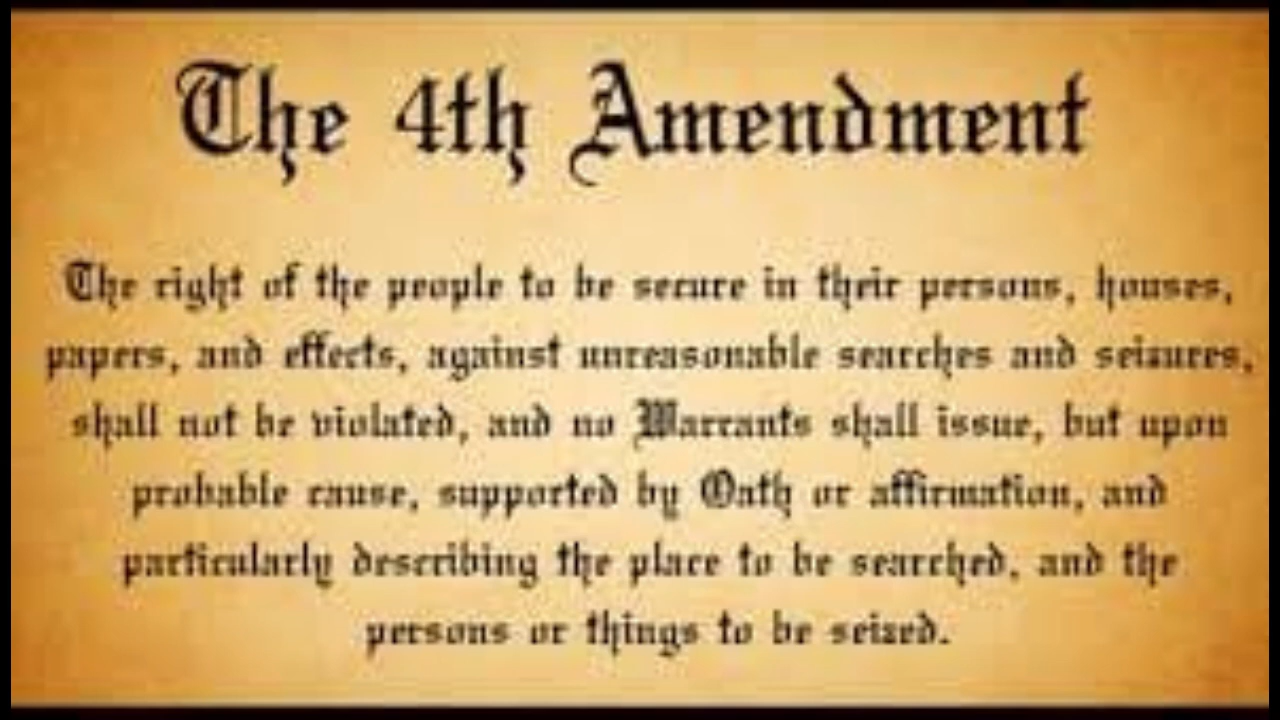 The 4th Amendment
The right of the people to be secure in their persons, houses,
papers, and effects, against unreasonable searches and seizures,
shall not be violated, and no Warrants shall issue, but upon
probable cause, supported by Oath or affirmation, and
particularly describing the place to be searched, and the
persons or things to be seized.